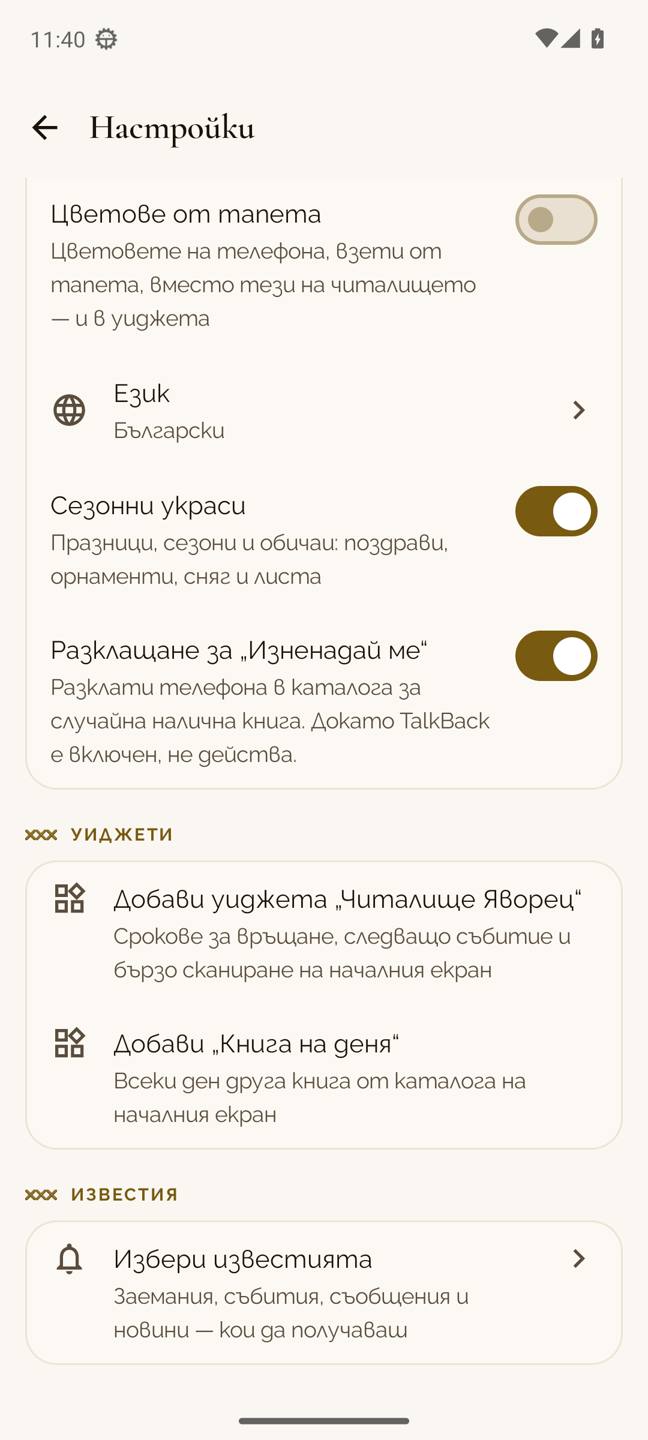 11:40
Настройки
Цветове от тапета
Цветовете на телефона, взети от
тапета, вместо тези на читалището
— и в уиджета
Език
Български
Сезонни украси
Празници, сезони и обичаи: поздрави,
орнаменти, сняг и листа
Разклащане за „Изненадай ме“
Разклати телефона в каталога за
случайна налична книга. Докато TalkBack
е включен, не действа.
УИДЖЕТИ
Добави уиджета „Читалище Яворец“
Срокове за връщане, следващо събитие и
бързо сканиране на началния екран
Добави „Книга на деня“
Всеки ден друга книга от каталога на
началния екран
ИЗВЕСТИЯ
Избери известията
Заемания, събития, съобщения и
новини — кои да получаваш